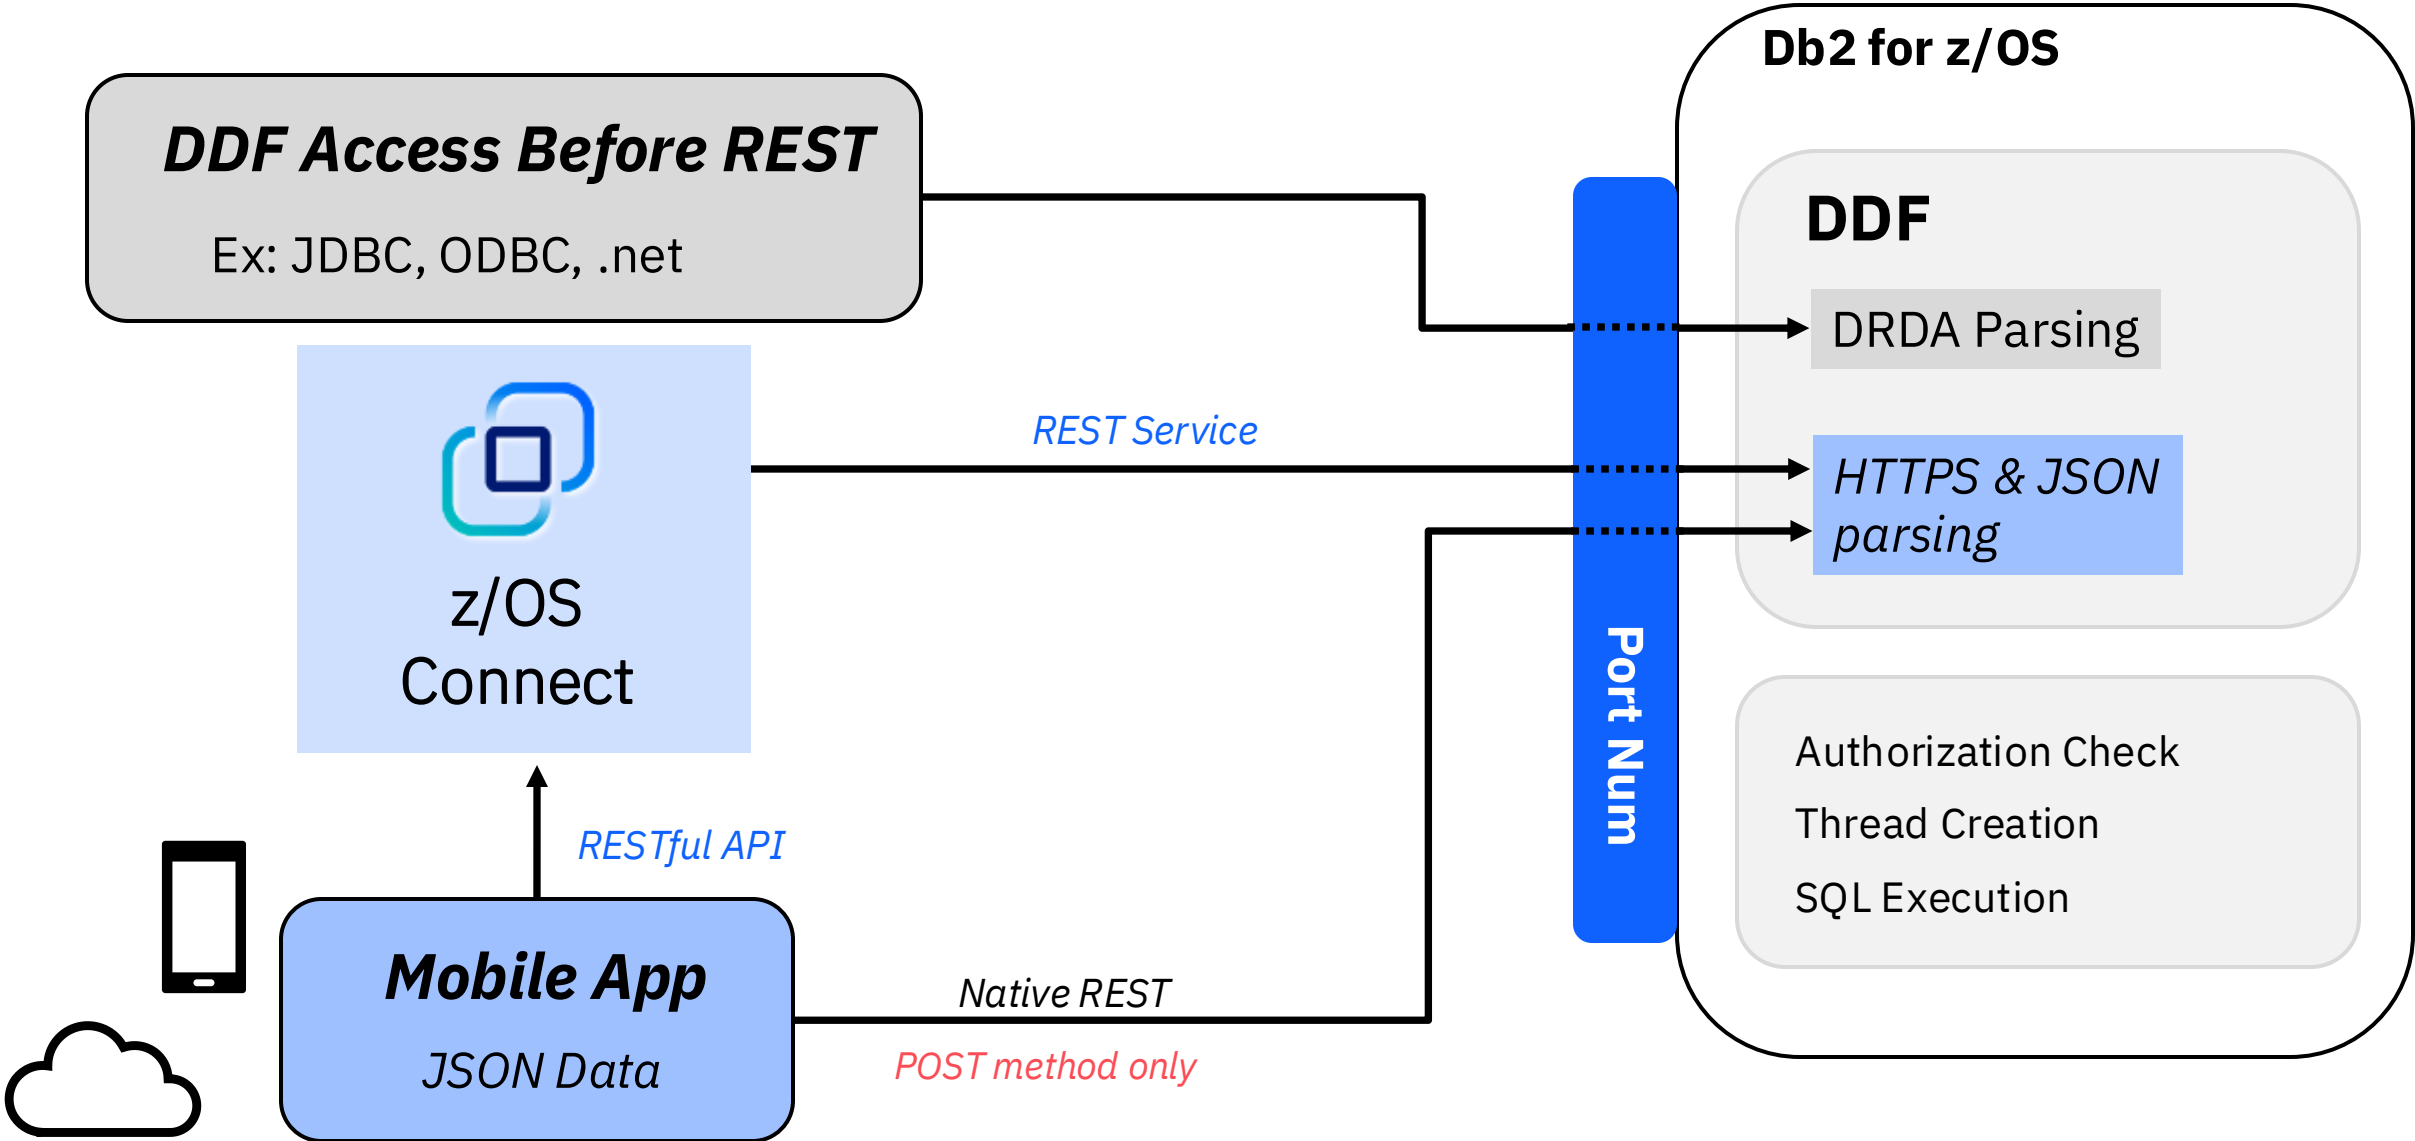 Db2 for z/OS
DDF Access Before REST
Ex: JDBC, ODBC, .net
DDF
DRDA Parsing
REST Service
HTTPS & JSON
parsing
z/OS
Connect
Port Num
Authorization Check
Thread Creation
SQL Execution
RESTful API
Mobile App
JSON Data
Native REST
POST method only